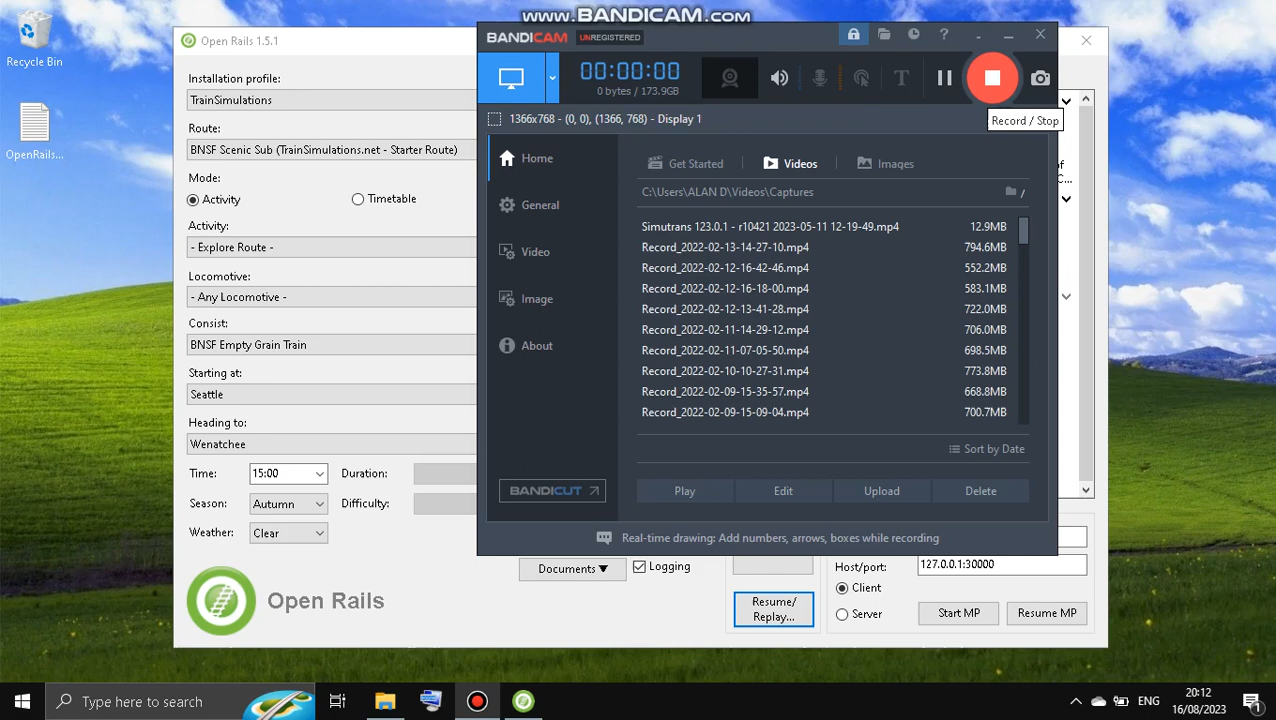 www.BANDICAM.com
Recycle Bin
OpenRails...
Open Rails 1.5.1
Installation profile:
TrainSimulations
Route:
BNSF Scenic Sub (TrainSimulations.net - Starter Route)
Mode:
Activity
Timetable
Activity:
- Explore Route -
Locomotive:
- Any Locomotive -
Consist:
BNSF Empty Grain Train
Starting at:
Seattle
Heading to:
Wenatchee
Time:
15:00
Duration:
Season:
Autumn
Difficulty:
Weather:
Clear
Open Rails
Documents ▼
Logging
Resume/
Replay...
of
C...
Host/port:
127.0.0.1:30000
Client
Server
Start MP
Resume MP
BANDICAM
UNREGISTERED
00:00:00
0 bytes / 173.9GB
Record / Stop
1366x768 - (0, 0), (1366, 768) - Display 1
Home
General
Video
Image
About
BANDICUT
Get Started
Videos
Images
C:\Users\ALAN D\Videos\Captures
/
Simutrans 123.0.1 - r10421 2023-05-11 12-19-49.mp4 12.9MB
Record_2022-02-13-14-27-10.mp4 794.6MB
Record_2022-02-12-16-42-46.mp4 552.2MB
Record_2022-02-12-16-18-00.mp4 583.1MB
Record_2022-02-12-13-41-28.mp4 722.0MB
Record_2022-02-11-14-29-12.mp4 706.0MB
Record_2022-02-11-07-05-50.mp4 698.5MB
Record_2022-02-10-10-27-31.mp4 773.8MB
Record_2022-02-09-15-35-57.mp4 668.8MB
Record_2022-02-09-15-09-04.mp4 700.7MB
Sort by Date
Play
Edit
Upload
Delete
Real-time drawing: Add numbers, arrows, boxes while recording
Type here to search
ENG
20:12
16/08/2023
1